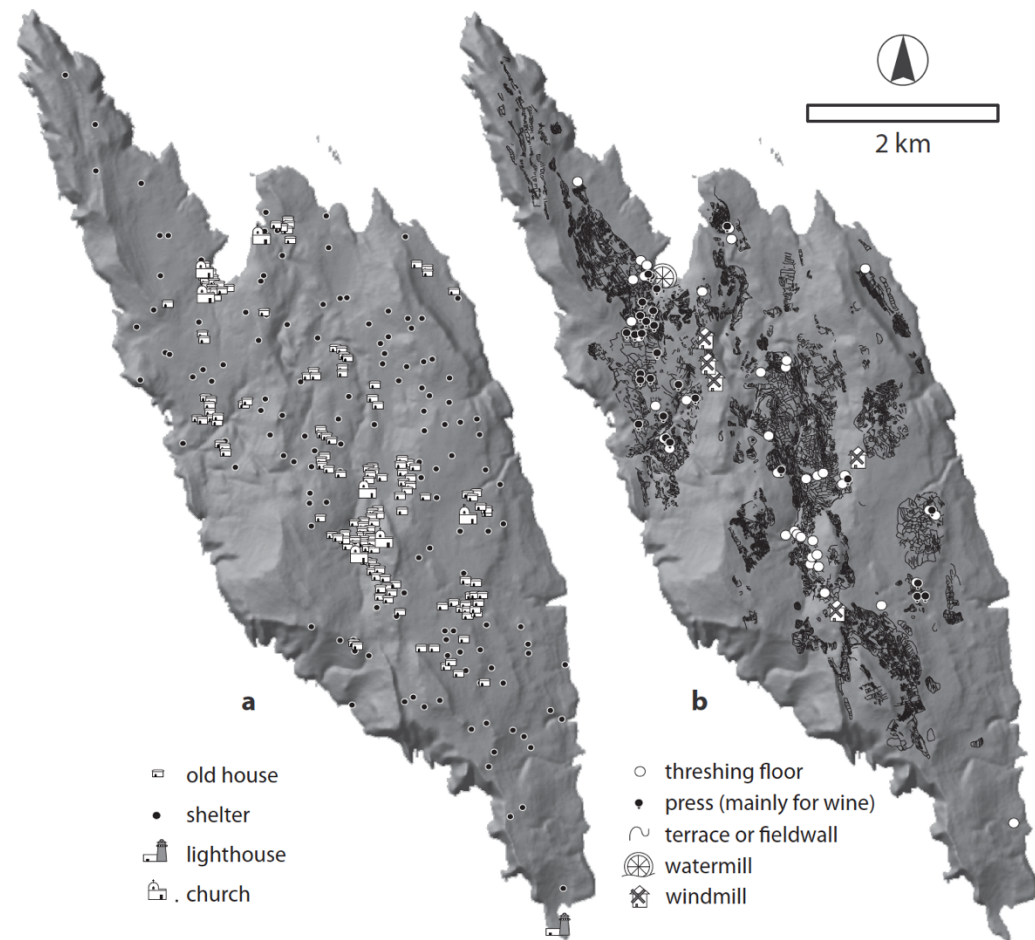 2 km
a
b
old house
shelter
lighthouse
. church
threshing floor
press (mainly for wine)
terrace or fieldwall
watermill
windmill